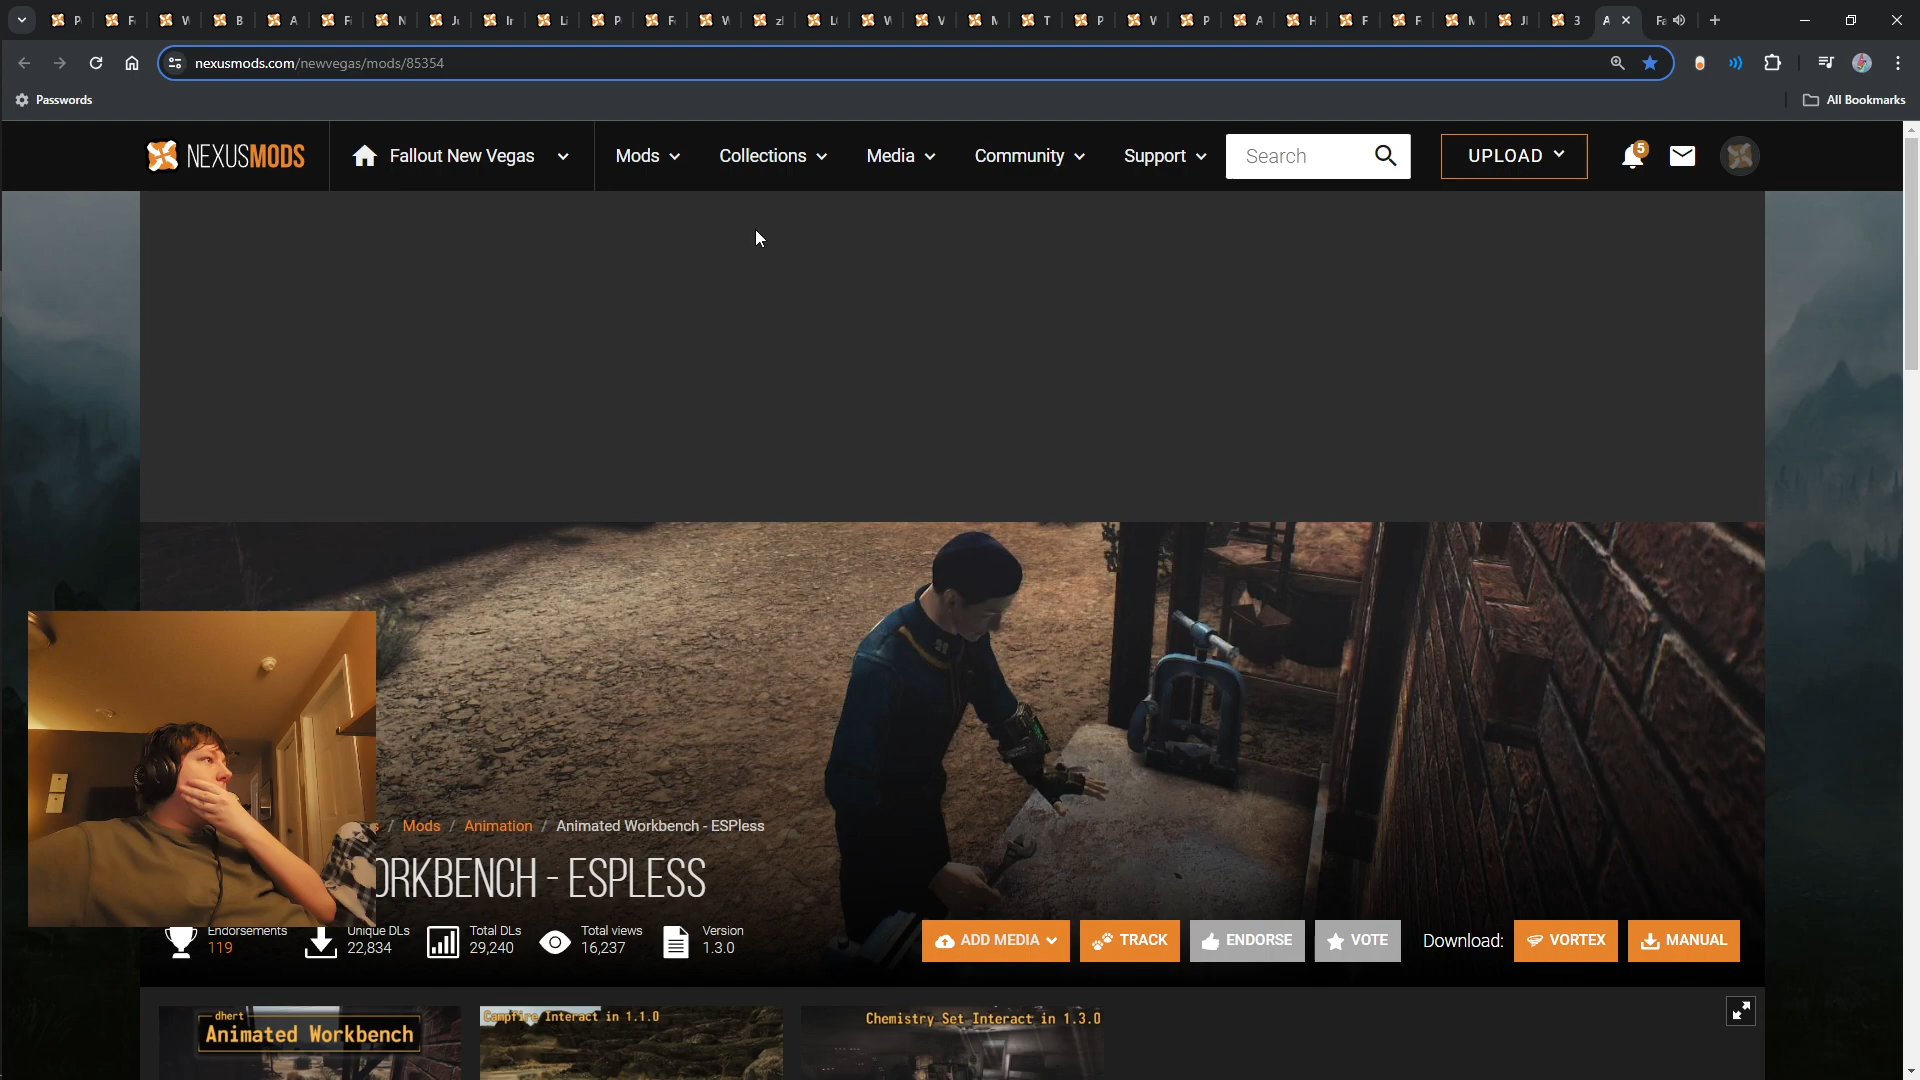 nexusmods.com/newvegas/mods/85354
Passwords
All Bookmarks
NEXUSMODS
Fallout New Vegas
Mods
Collections
Media
Community
Support
Search
UPLOAD
5
Mods / Animation / Animated Workbench - ESPless
ORKBENCH - ESPLESS
Endorsements
119
Unique DLs
22,834
Total DLs
29,240
Total views
16,237
Version
1.3.0
ADD MEDIA
TRACK
ENDORSE
VOTE
Download:
VORTEX
MANUAL
dhert
Animated Workbench
Campfire Interact in 1.1.0
Chemistry Set Interact in 1.3.0